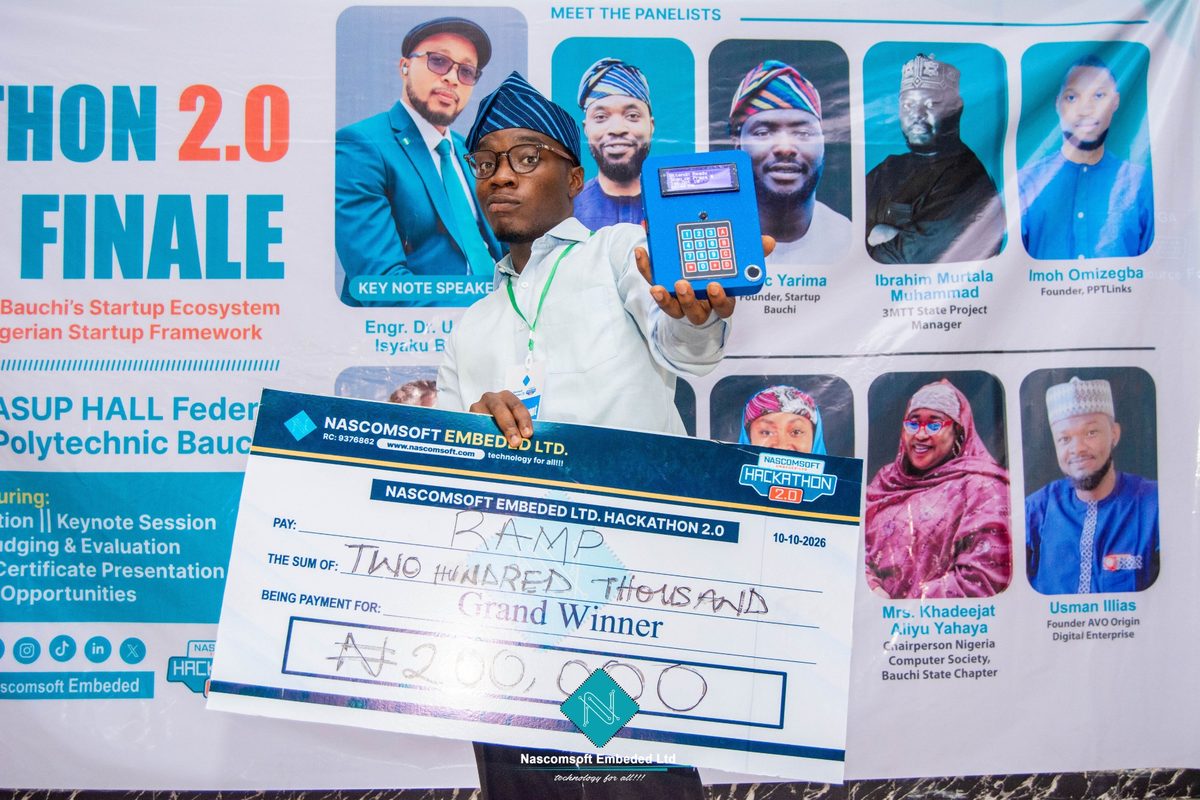 THON 2.0
FINALE
Bauchi's Startup Ecosystem
gerian Startup Framework
ASUP HALL Feder
Polytechnic Bauc
uring:
tion || Keynote Session
udging & Evaluation
Certificate Presentation
Opportunities
scomsoft Embeded
MEET THE PANELISTS
KEY NOTE SPEAKE
Engr. Dr. U
Isyaku B
c Yarima
Founder, Startup
Bauchi
Ibrahim Murtala
Muhammad
3MTT State Project
Manager
Imoh Omizegba
Founder, PPTLinks
Mrs. Khadeejat
Aliyu Yahaya
Chairperson Nigeria
Computer Society,
Bauchi State Chapter
Usman Illias
Founder AVO Origin
Digital Enterprise
NASCOMSOFT EMBEDED LTD.
RC: 9376862 www.nascomsoft.com technology for all!!!
NASCOMSOFT
HACKATHON
2.0
NASCOMSOFT EMBEDED LTD. HACKATHON 2.0
10-10-2026
PAY: RAMP
THE SUM OF: TWO HUNDRED THOUSAND
BEING PAYMENT FOR: Grand Winner
₦200,000
Nascomsoft Embeded Ltd
technology for all!!!